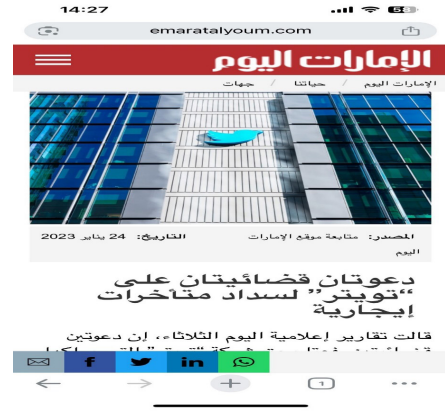 14:27
emaratalyoum.com
الإمارات اليوم
الإمارات اليوم / حياتنا / جهات
المصدر: متابعة موقع الإمارات اليوم
التاريخ: 24 يناير 2023
دعوتان قضائيتان على
“تويتر” لسداد متأخرات
إيجارية
قالت تقارير إعلامية اليوم الثلاثاء، إن دعوتين